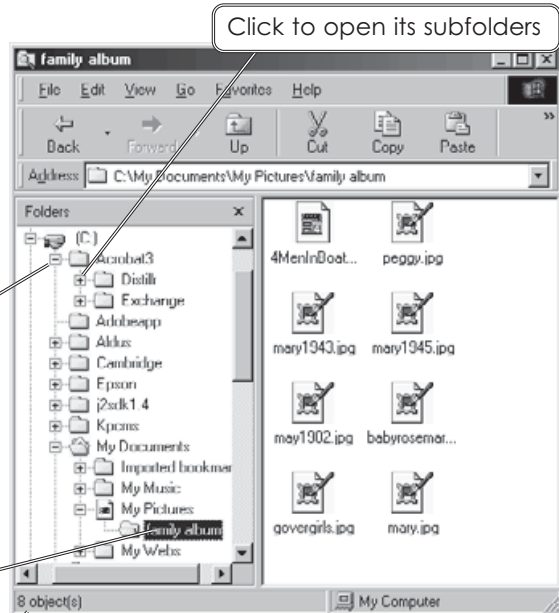 Click to open its subfolders
family album
File Edit View Go Favorites Help
Back Forward Up Cut Copy Paste »
Address C:\My Documents\My Pictures\family album
Folders x
(C:)
Acrobat3
Distillr
Exchange
Adobeapp
Aldus
Cambridge
Epson
j2sdk1.4
Kpcms
My Documents
Imported bookmar
My Music
My Pictures
family album
My Webs
4MenInBoat... peggy.jpg
mary1943.jpg mary1945.jpg
may1902.jpg babyrosemar...
govergirls.jpg mary.jpg
8 object(s) My Computer